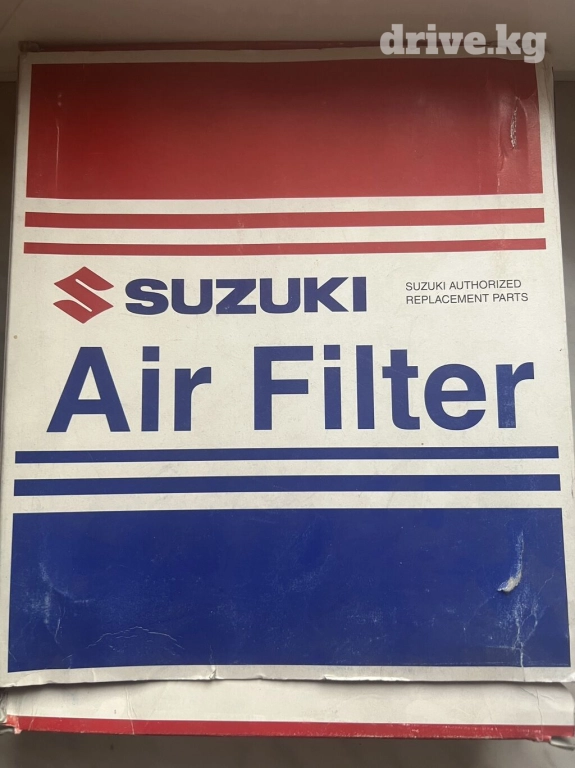 drive.kg
SUZUKI
SUZUKI AUTHORIZED
REPLACEMENT PARTS
Air Filter